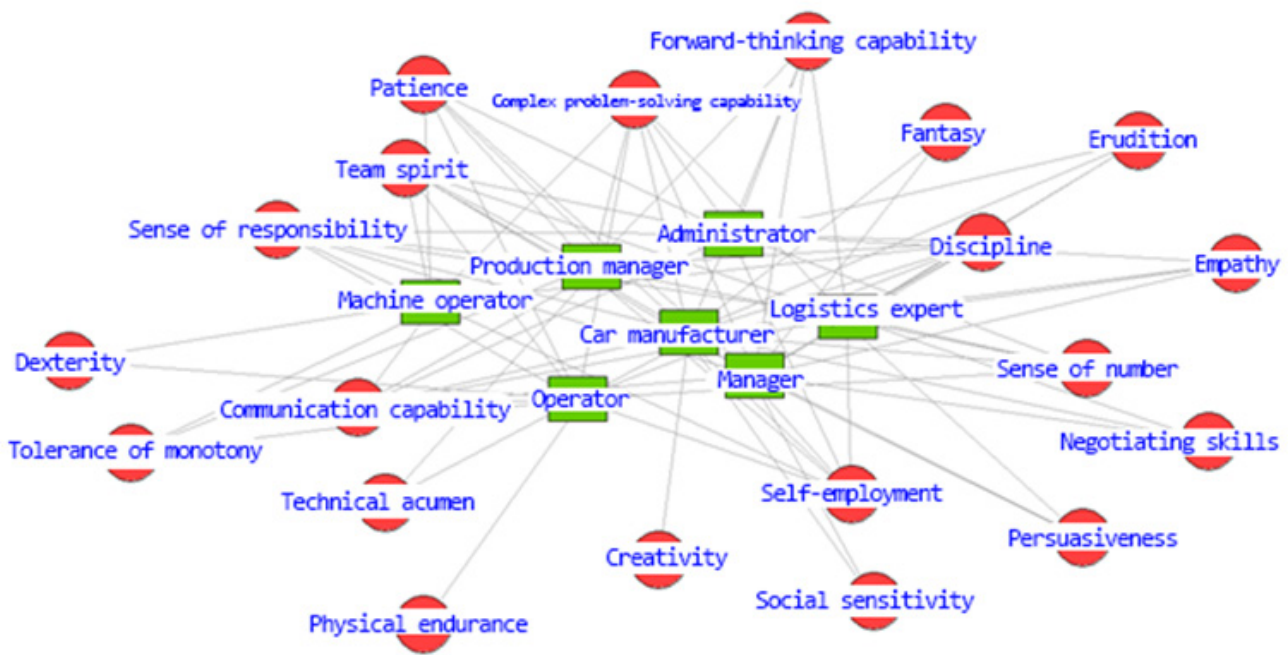 Forward-thinking capability
Patience
Complex problem-solving capability
Fantasy
Erudition
Team spirit
Sense of responsibility
Administrator
Discipline
Production manager
Empathy
Machine operator
Logistics expert
Car manufacturer
Dexterity
Sense of number
Manager
Operator
Communication capability
Negotiating skills
Tolerance of monotony
Self-employment
Technical acumen
Persuasiveness
Creativity
Social sensitivity
Physical endurance